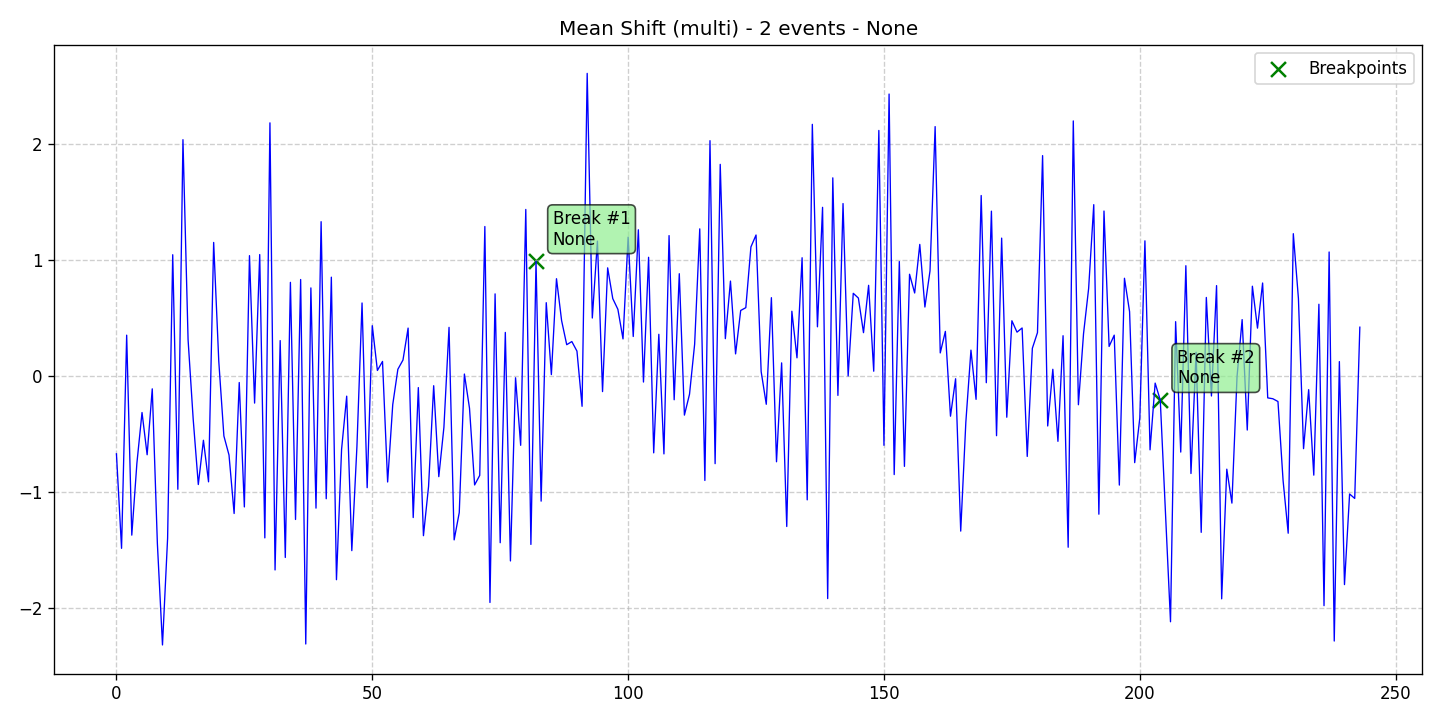 Mean Shift (multi) - 2 events - None
Breakpoints
Break #1
None
Break #2
None
2
1
0
−1
−2
0
50
100
150
200
250